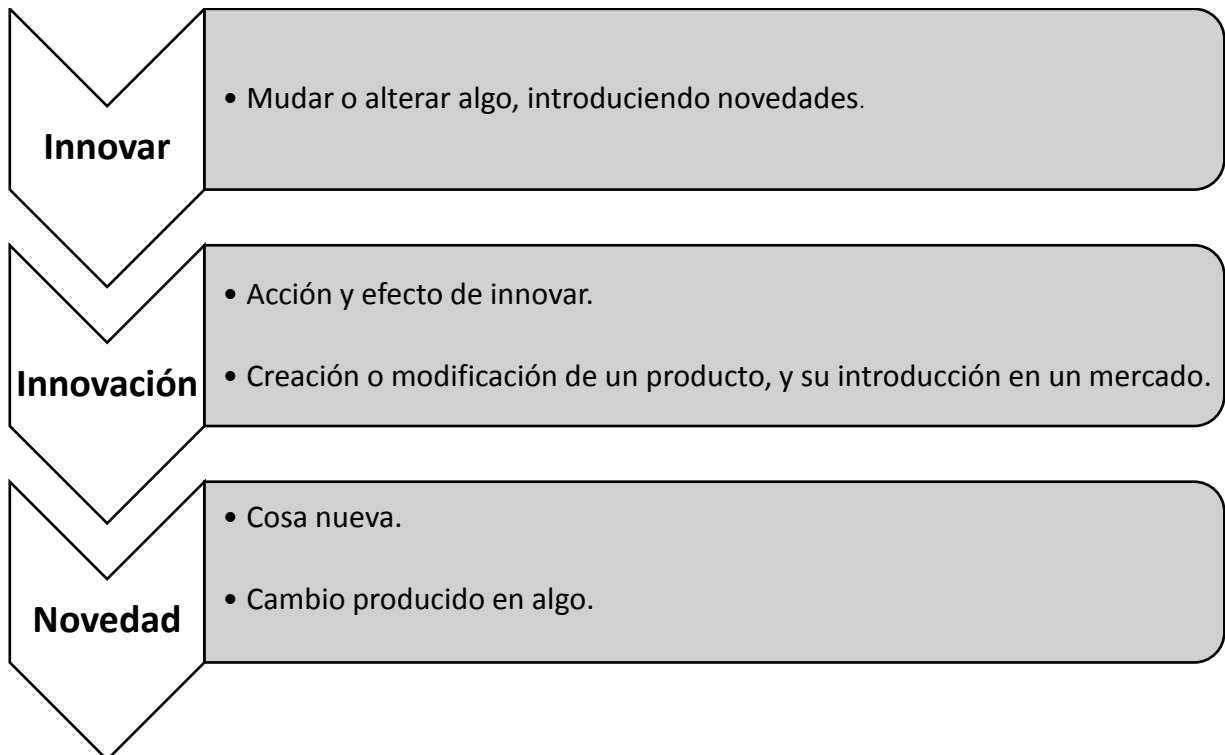 Innovar
• Mudar o alterar algo, introduciendo novedades.
Innovación
• Acción y efecto de innovar.
• Creación o modificación de un producto, y su introducción en un mercado.
Novedad
• Cosa nueva.
• Cambio producido en algo.